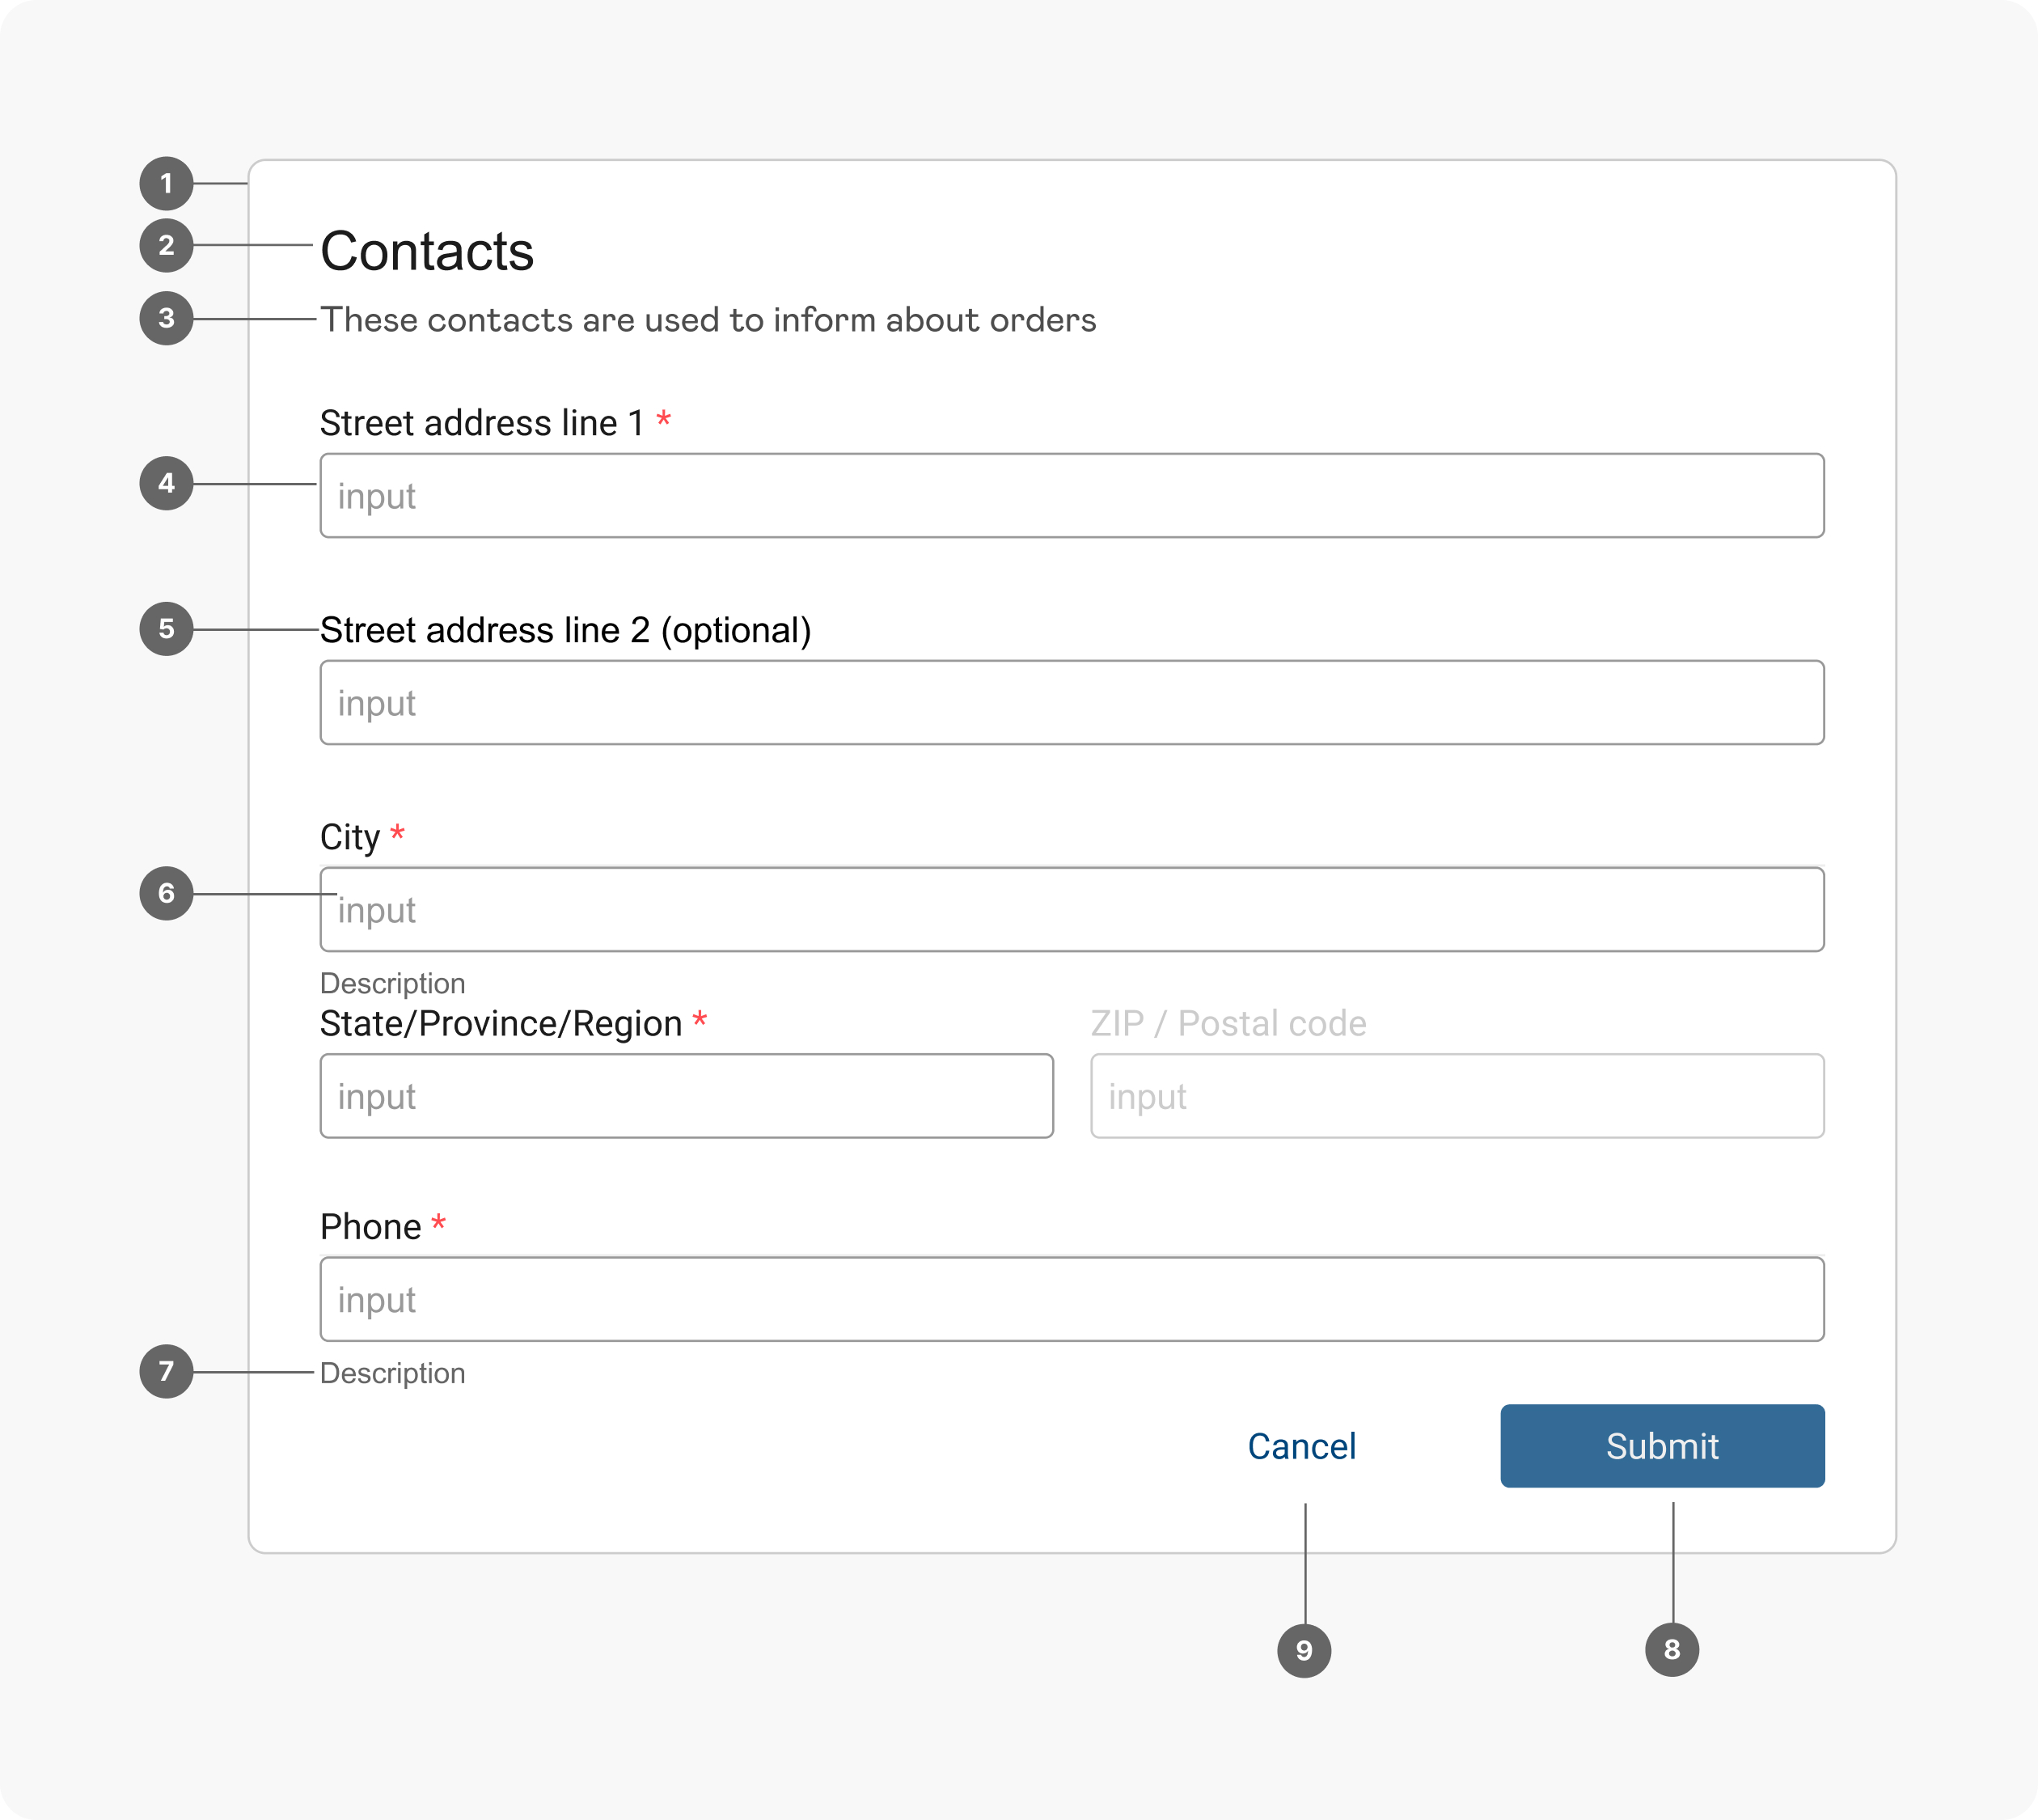 1
2
Contacts
3
These contacts are used to inform about orders
Street address line 1 *
4
input
5
Street address line 2 (optional)
input
City *
6
input
Description
State/Province/Region *
ZIP / Postal code
input
input
Phone *
input
7
Description
Cancel
Submit
9
8